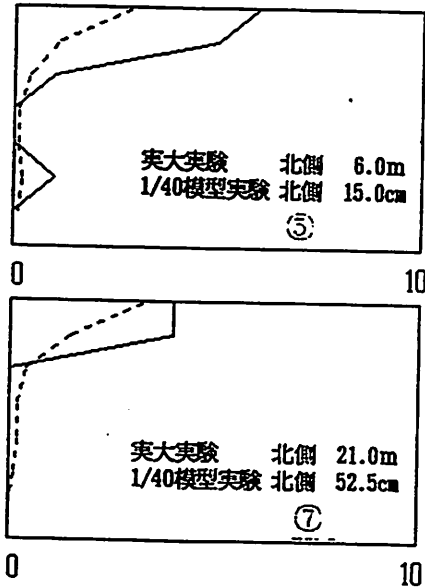 実大実験 北側 6.0m
1/40模型実験 北側 15.0cm
⑤
0 10
実大実験 北側 21.0m
1/40模型実験 北側 52.5cm
⑦
0 10